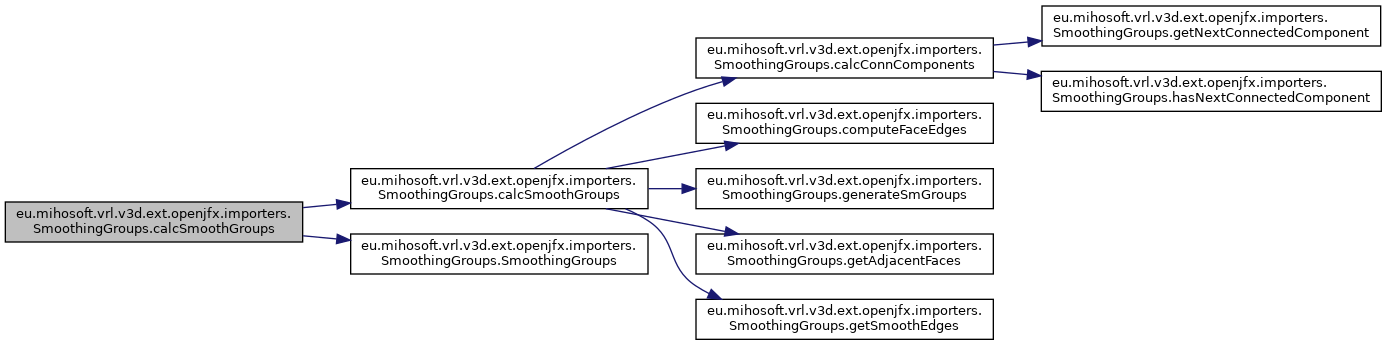 eu.mihosoft.vrl.v3d.ext.openjfx.importers.
SmoothingGroups.calcSmoothGroups
eu.mihosoft.vrl.v3d.ext.openjfx.importers.
SmoothingGroups.calcSmoothGroups
eu.mihosoft.vrl.v3d.ext.openjfx.importers.
SmoothingGroups.SmoothingGroups
eu.mihosoft.vrl.v3d.ext.openjfx.importers.
SmoothingGroups.calcConnComponents
eu.mihosoft.vrl.v3d.ext.openjfx.importers.
SmoothingGroups.computeFaceEdges
eu.mihosoft.vrl.v3d.ext.openjfx.importers.
SmoothingGroups.generateSmGroups
eu.mihosoft.vrl.v3d.ext.openjfx.importers.
SmoothingGroups.getAdjacentFaces
eu.mihosoft.vrl.v3d.ext.openjfx.importers.
SmoothingGroups.getSmoothEdges
eu.mihosoft.vrl.v3d.ext.openjfx.importers.
SmoothingGroups.getNextConnectedComponent
eu.mihosoft.vrl.v3d.ext.openjfx.importers.
SmoothingGroups.hasNextConnectedComponent